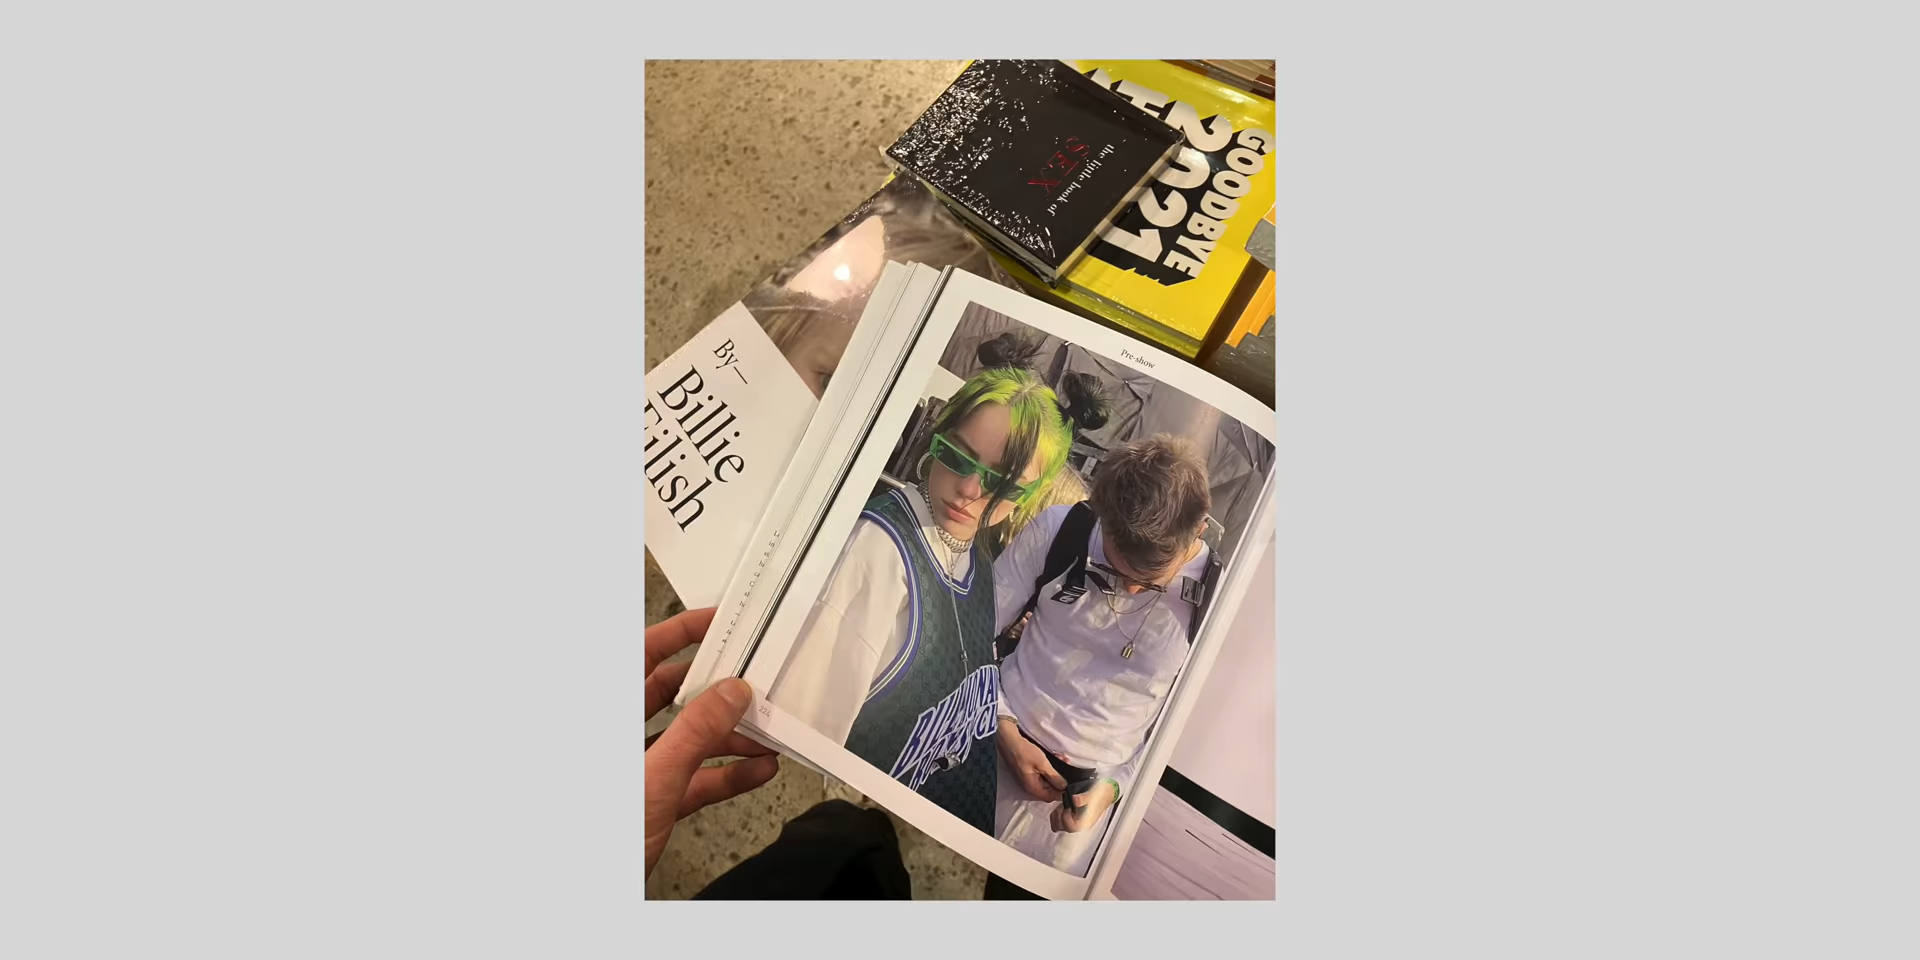 the little book of
SEX
GOODBYE
2021
By—
Billie
Eilish
Pre-show
224